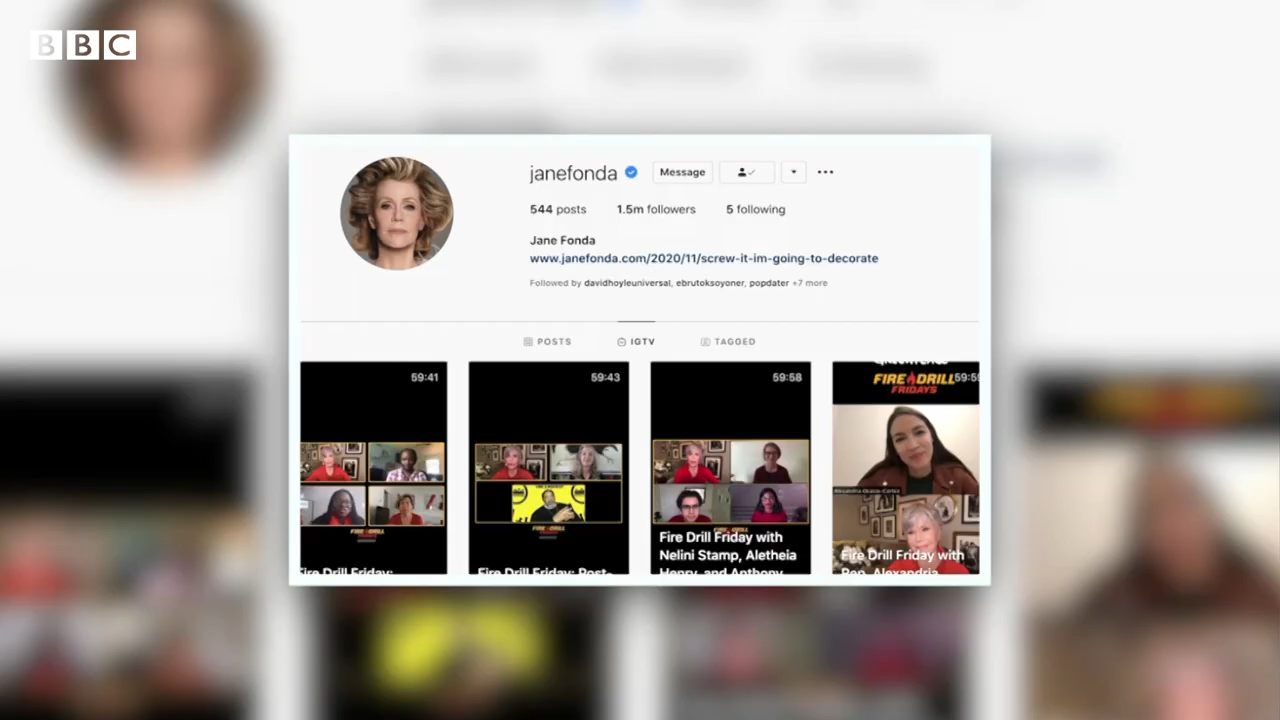 BBC
janefonda
Message
544 posts 1.5m followers 5 following
Jane Fonda
www.janefonda.com/2020/11/screw-it-im-going-to-decorate
Followed by davidhoyleuniversal, ebrutoksoyoner, popdater +7 more
POSTS IGTV TAGGED
59:41 59:43 59:58
FIRE DRILL
FRIDAYS
Fire Drill Friday:
Fire Drill Friday: Post-
Fire Drill Friday with
Nelini Stamp, Aletheia
Henry, and Anthony
Fire Drill Friday with
Rep. Alexandria